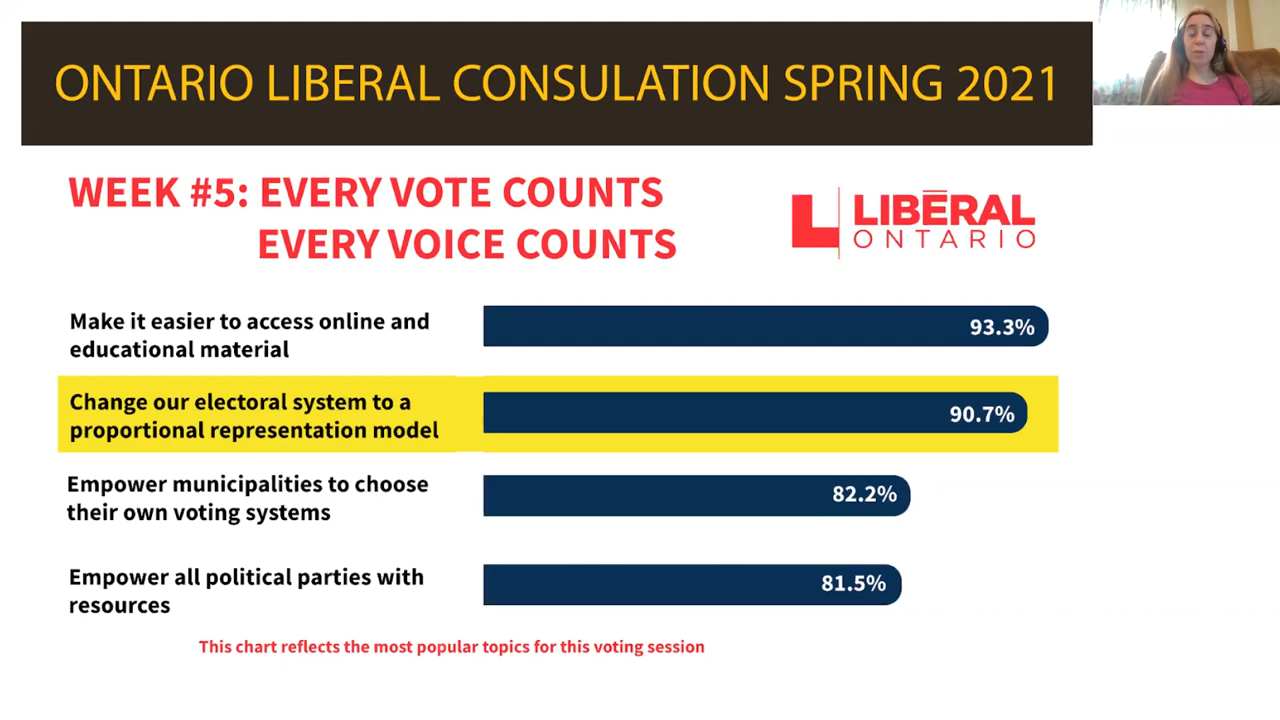 ONTARIO LIBERAL CONSULATION SPRING 2021
WEEK #5: EVERY VOTE COUNTS
EVERY VOICE COUNTS
LIBERAL
ONTARIO
Make it easier to access online and
educational material
93.3%
Change our electoral system to a
proportional representation model
90.7%
Empower municipalities to choose
their own voting systems
82.2%
Empower all political parties with
resources
81.5%
This chart reflects the most popular topics for this voting session